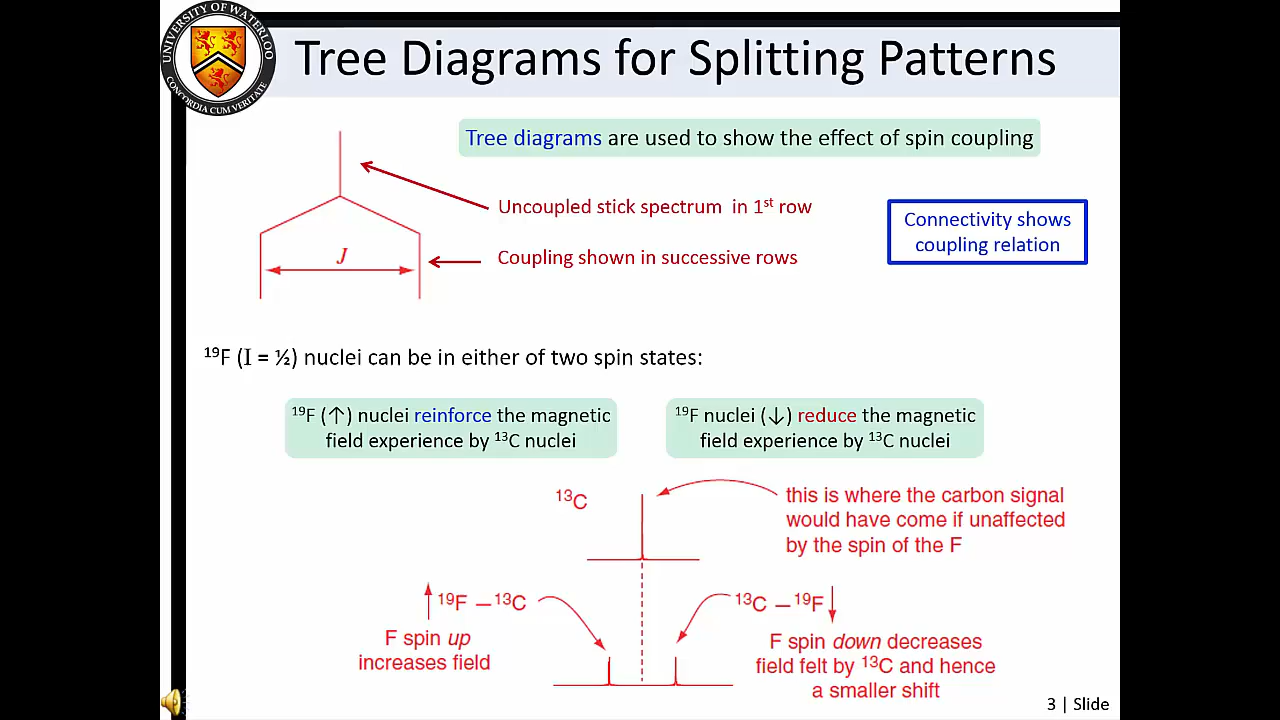 UNIVERSITY OF WATERLOO
CONCORDIA CUM VERITATE
Tree Diagrams for Splitting Patterns
Tree diagrams are used to show the effect of spin coupling
Uncoupled stick spectrum in 1st row
Connectivity shows
coupling relation
J
Coupling shown in successive rows
¹⁹F (I = ½) nuclei can be in either of two spin states:
¹⁹F (↑) nuclei reinforce the magnetic
field experience by ¹³C nuclei
¹⁹F nuclei (↓) reduce the magnetic
field experience by ¹³C nuclei
¹³C
this is where the carbon signal
would have come if unaffected
by the spin of the F
¹⁹F – ¹³C
F spin up
increases field
¹³C – ¹⁹F
F spin down decreases
field felt by ¹³C and hence
a smaller shift
3 | Slide